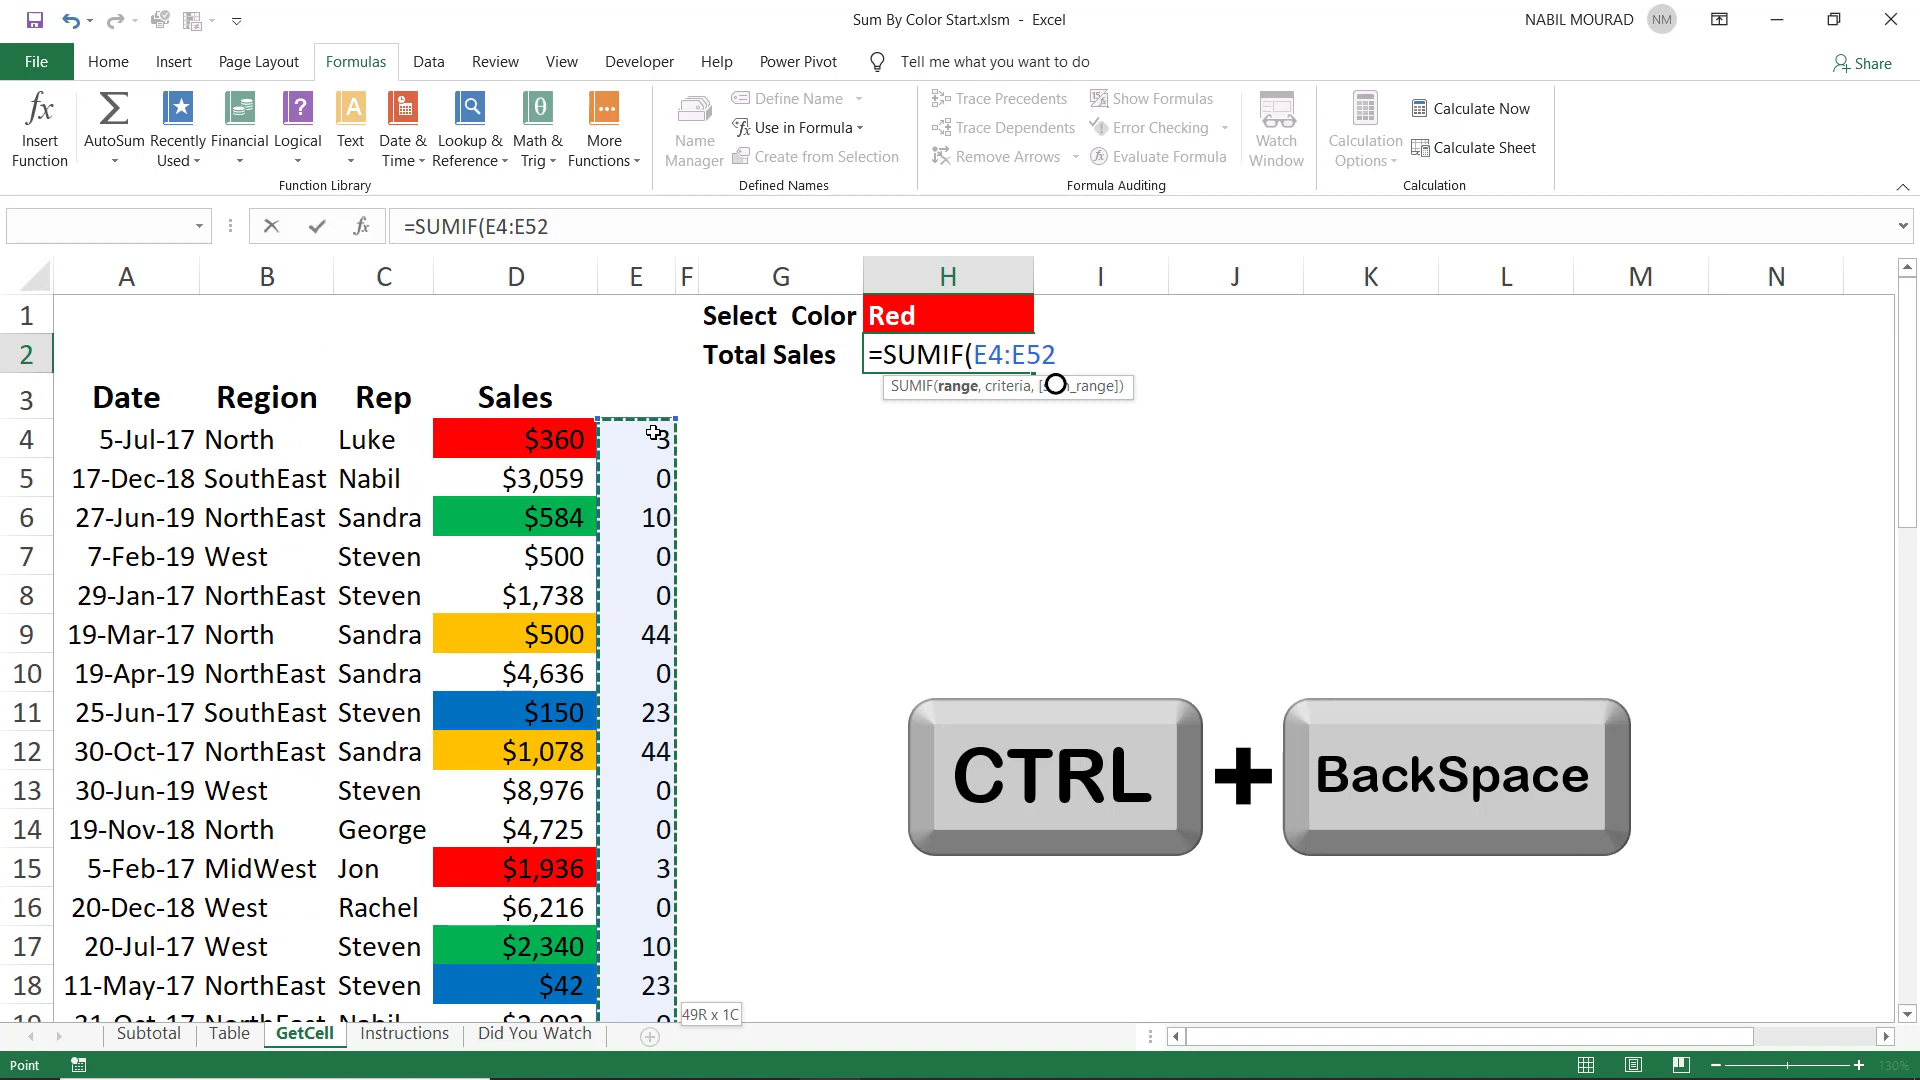 Sum By Color Start.xlsm - Excel
NABIL MOURAD NM
File Home Insert Page Layout Formulas Data Review View Developer Help Power Pivot Tell me what you want to do Share
fx Insert Function
Σ AutoSum
Recently Used
Financial
Logical
A Text
Date & Time
Lookup & Reference
θ Math & Trig
More Functions
Function Library
Name Manager
Define Name
Use in Formula
Create from Selection
Defined Names
Trace Precedents
Trace Dependents
Remove Arrows
Show Formulas
Error Checking
Evaluate Formula
Formula Auditing
Watch Window
Calculation Options
Calculate Now
Calculate Sheet
Calculation
fx =SUMIF(E4:E52
A B C D E F G H I J K L M N
1 Select Color Red
2 Total Sales =SUMIF(E4:E52
SUMIF(range, criteria, [s m_range])
3 Date Region Rep Sales
4 5-Jul-17 North Luke $360 3
5 17-Dec-18 SouthEast Nabil $3,059 0
6 27-Jun-19 NorthEast Sandra $584 10
7 7-Feb-19 West Steven $500 0
8 29-Jan-17 NorthEast Steven $1,738 0
9 19-Mar-17 North Sandra $500 44
10 19-Apr-19 NorthEast Sandra $4,636 0
11 25-Jun-17 SouthEast Steven $150 23
12 30-Oct-17 NorthEast Sandra $1,078 44
13 30-Jun-19 West Steven $8,976 0
14 19-Nov-18 North George $4,725 0
15 5-Feb-17 MidWest Jon $1,936 3
16 20-Dec-18 West Rachel $6,216 0
17 20-Jul-17 West Steven $2,340 10
18 11-May-17 NorthEast Steven $42 23
CTRL + BackSpace
49R x 1C
Subtotal Table GetCell Instructions Did You Watch
Point 130%